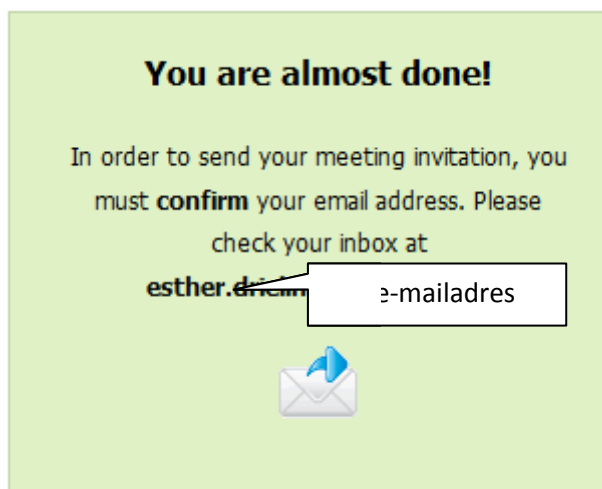 You are almost done!
In order to send your meeting invitation, you
must confirm your email address. Please
check your inbox at
esther.
e-mailadres